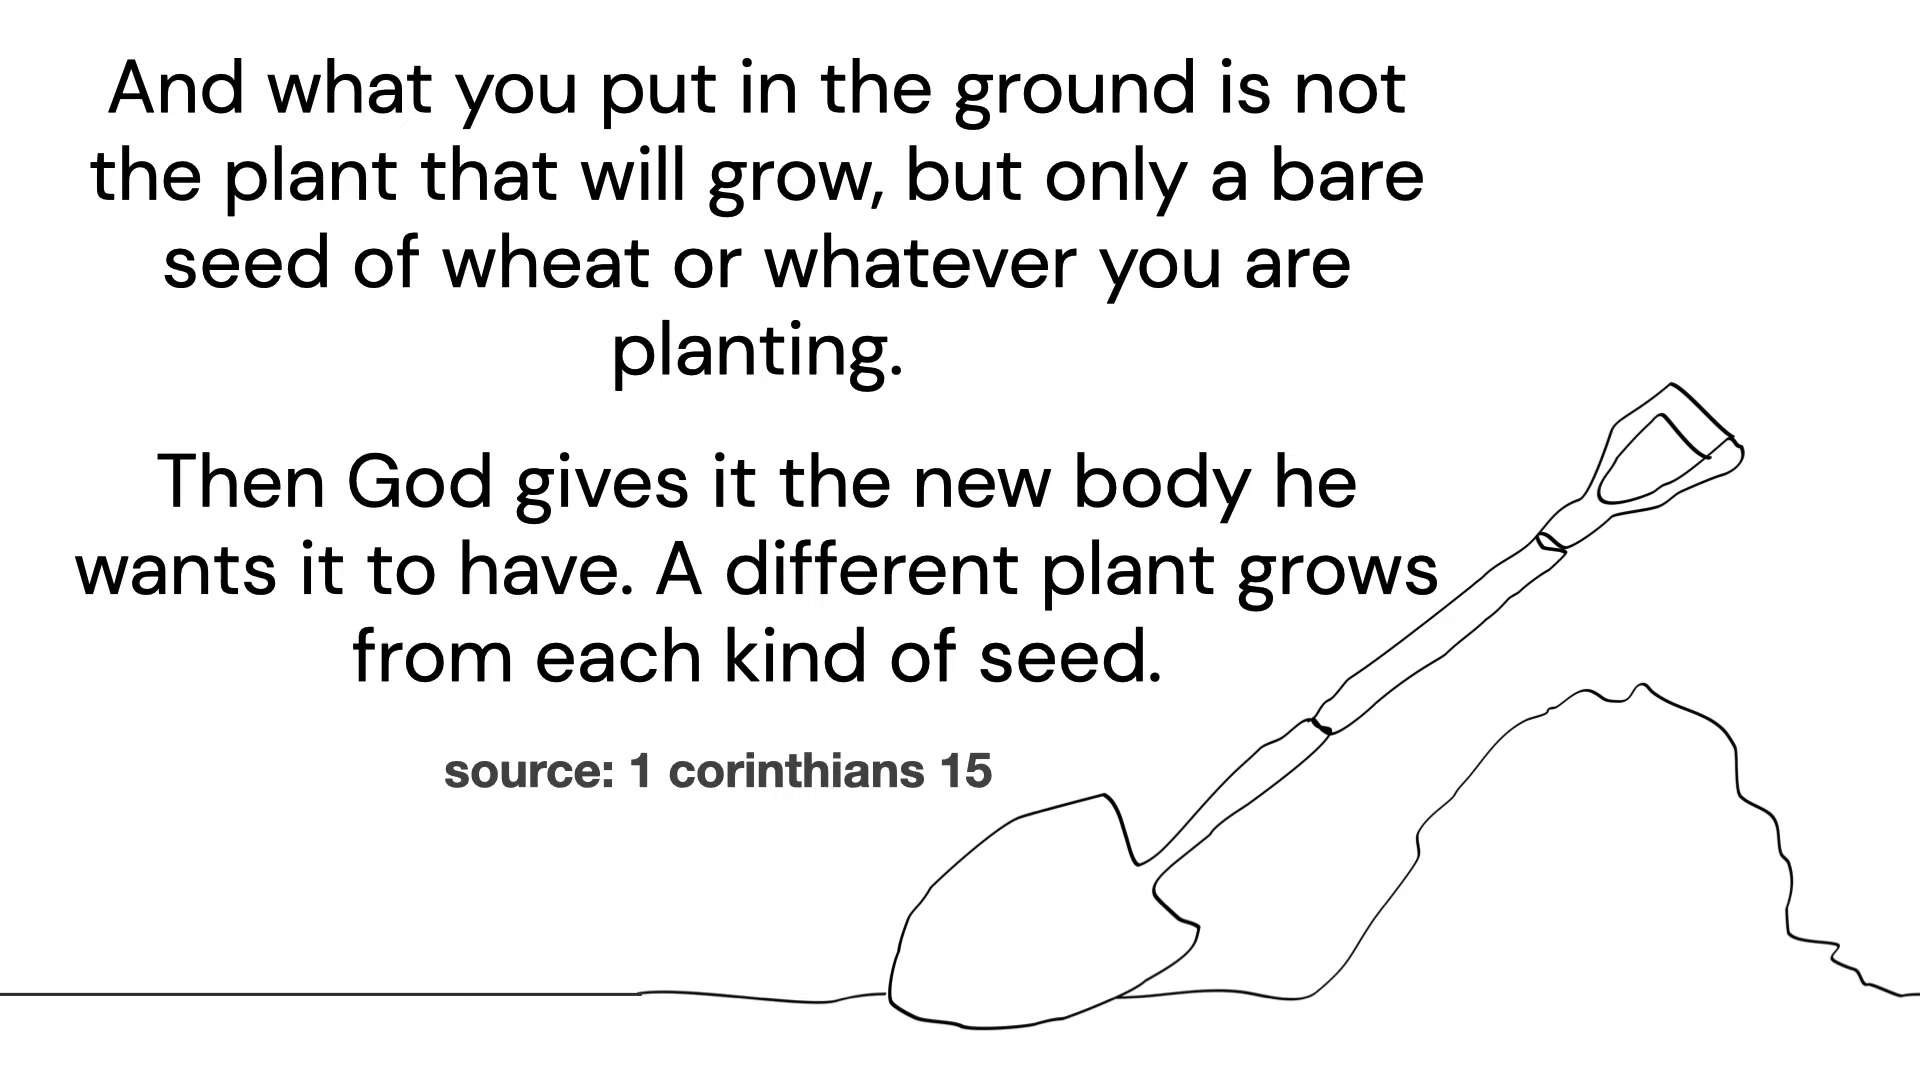 And what you put in the ground is not
the plant that will grow, but only a bare
seed of wheat or whatever you are
planting.
Then God gives it the new body he
wants it to have. A different plant grows
from each kind of seed.
source: 1 corinthians 15